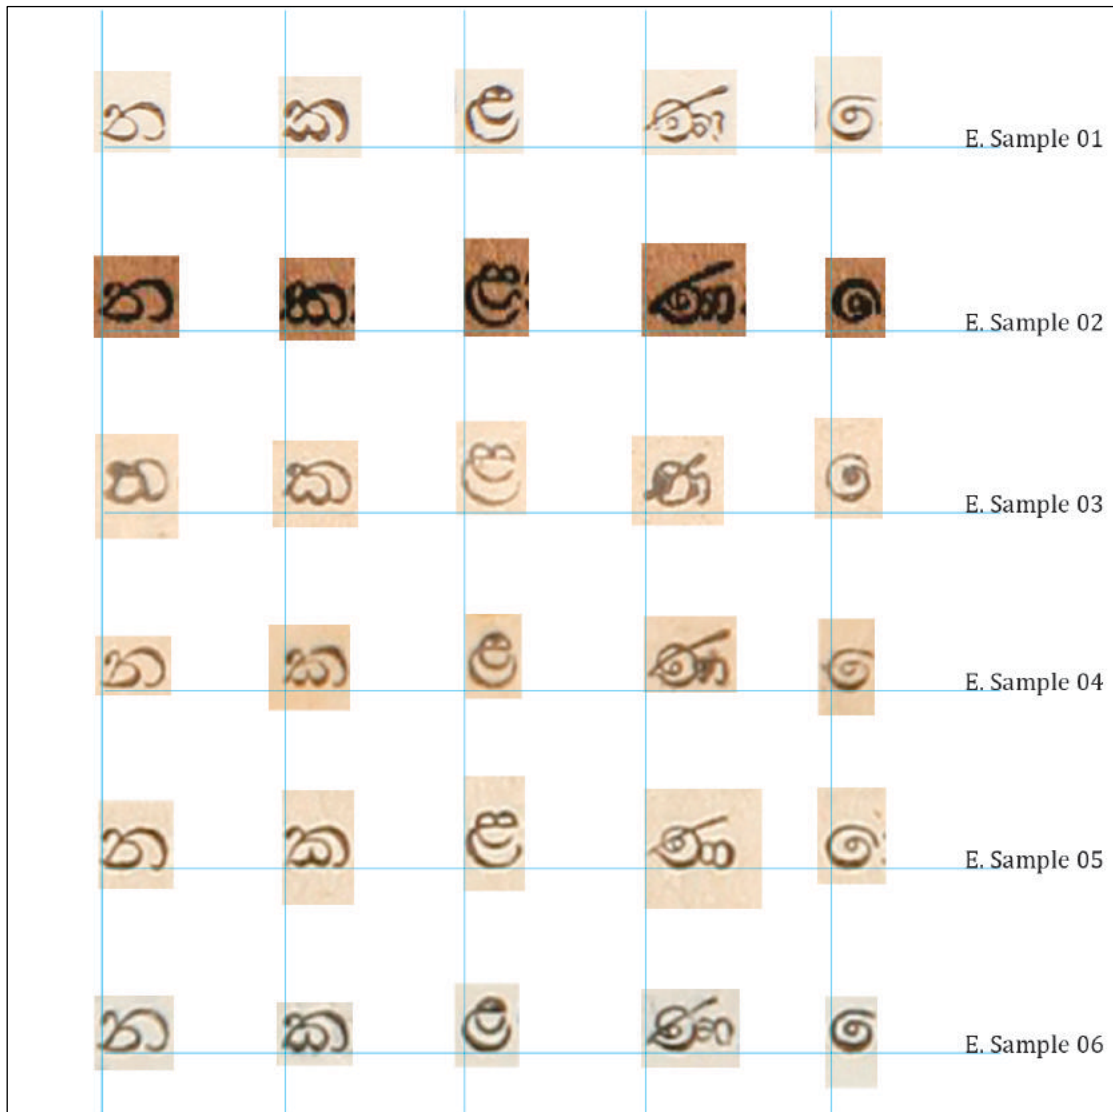 න ක ල ණ ෙ E. Sample 01
න ක ල ණ ෙ E. Sample 02
ක ල ණ ෙ E. Sample 03
න ක ල ණ ෙ E. Sample 04
න ක ල ණ ෙ E. Sample 05
න ක ල ණ ෙ E. Sample 06